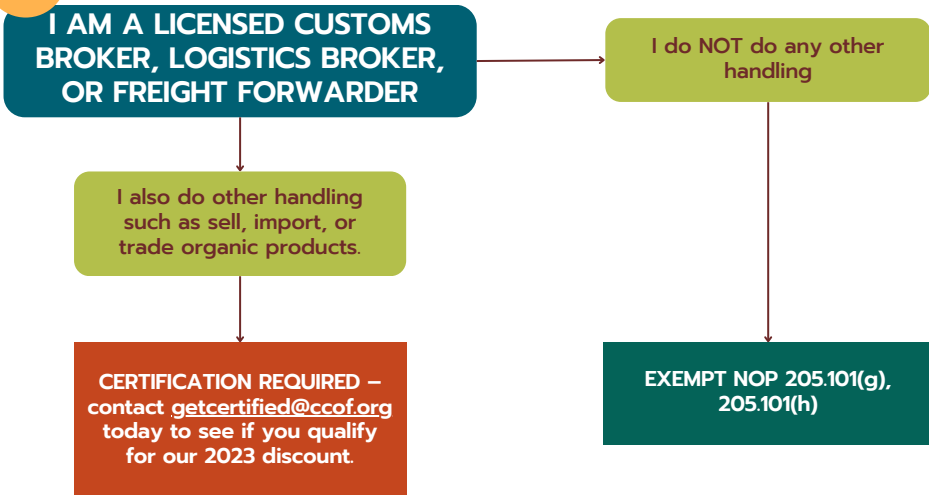 I AM A LICENSED CUSTOMS
BROKER, LOGISTICS BROKER,
OR FREIGHT FORWARDER
I do NOT do any other
handling
I also do other handling
such as sell, import, or
trade organic products.
CERTIFICATION REQUIRED –
contact getcertified@ccof.org
today to see if you qualify
for our 2023 discount.
EXEMPT NOP 205.101(g),
205.101(h)